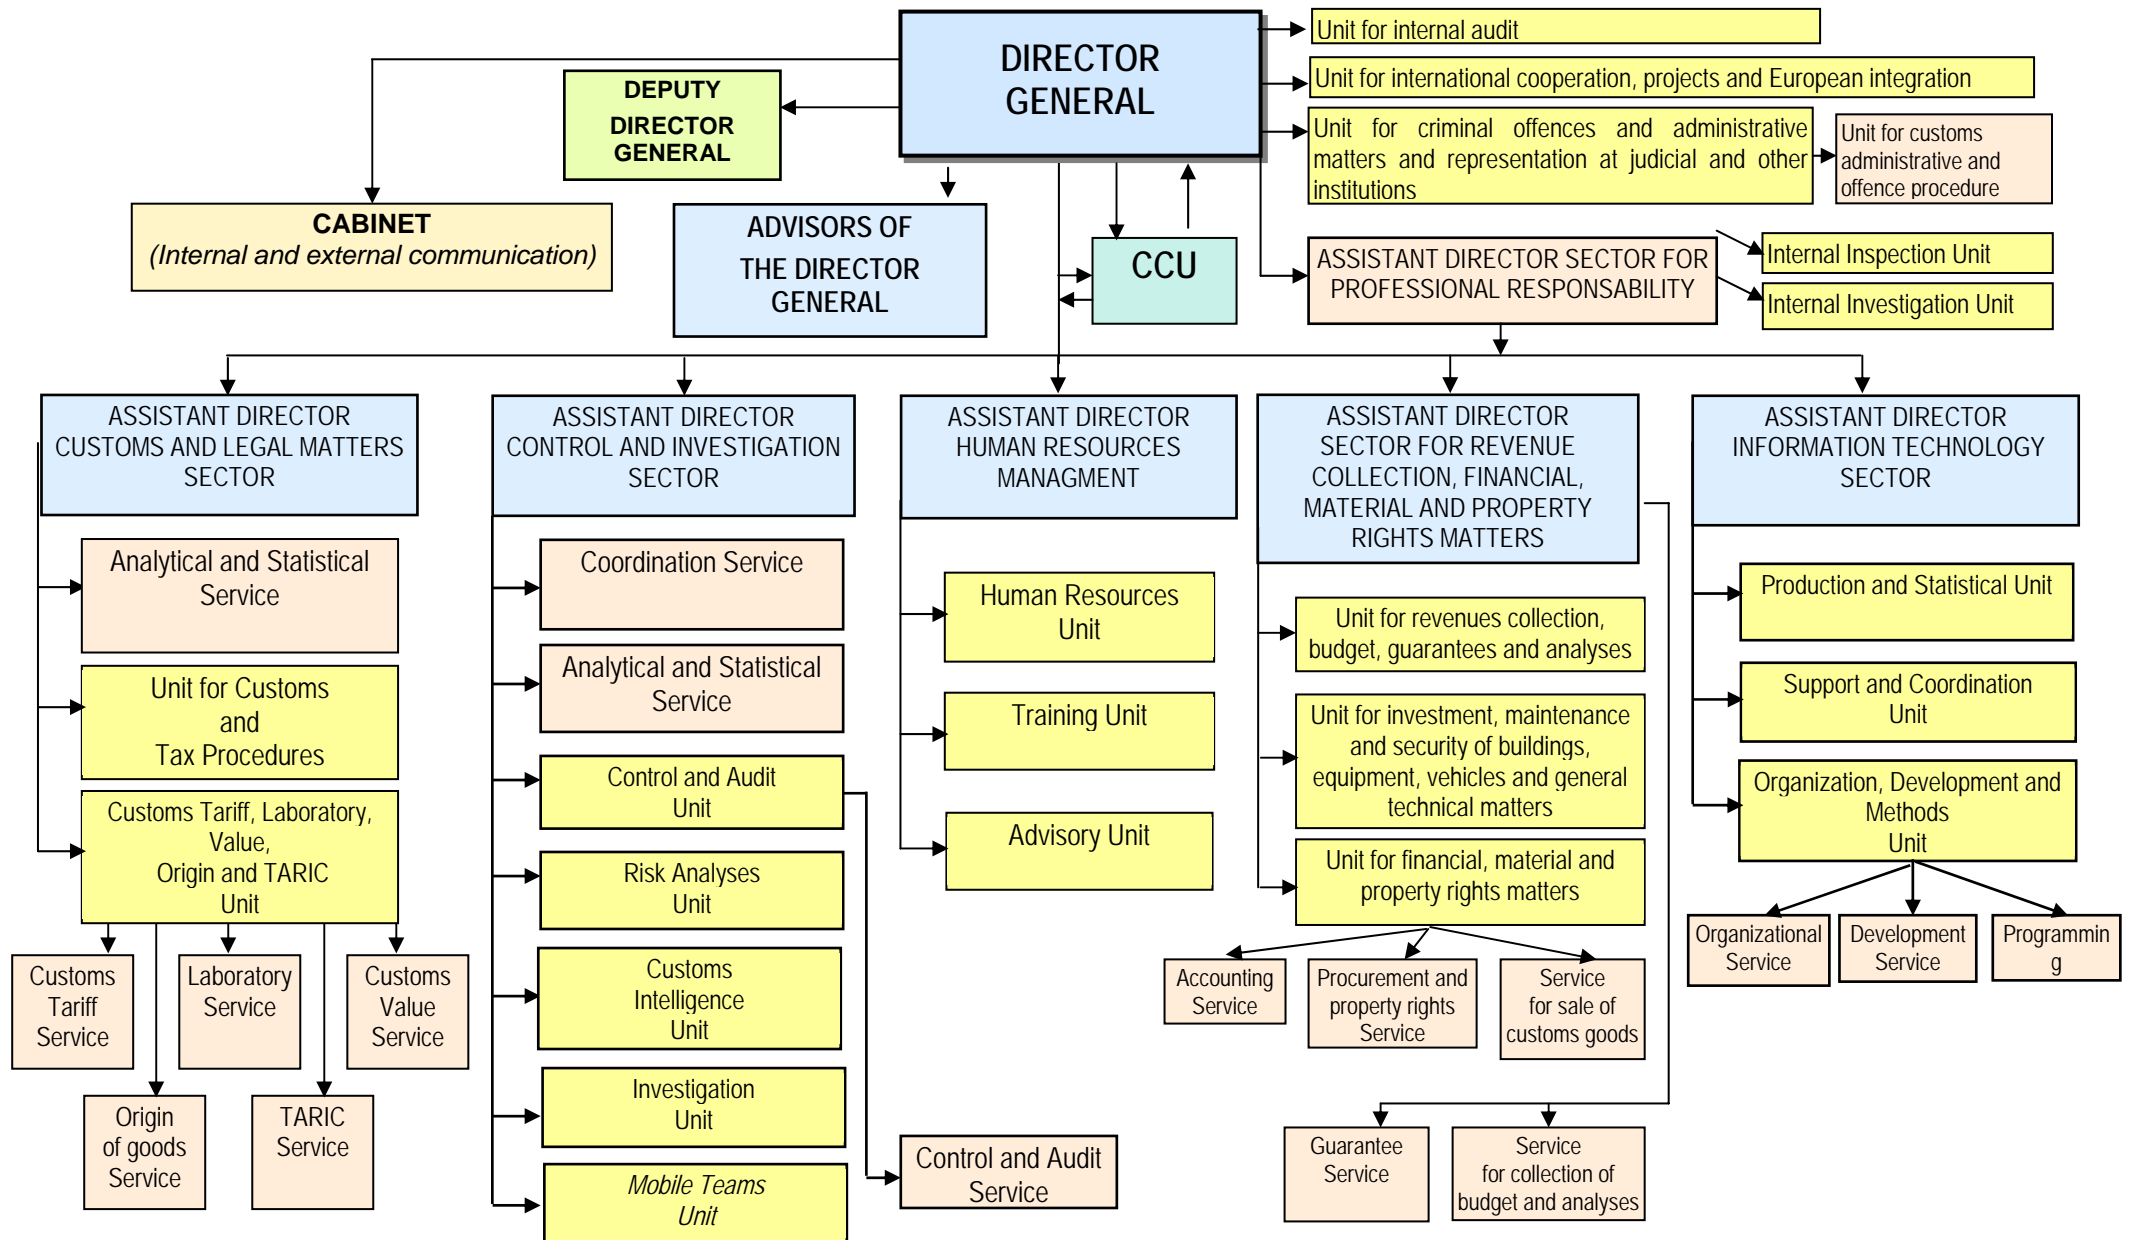 DIRECTOR
GENERAL
Unit for internal audit
Unit for international cooperation, projects and European integration
DEPUTY
DIRECTOR
GENERAL
Unit for criminal offences and administrative
matters and representation at judicial and other
institutions
Unit for customs
administrative and
offence procedure
CABINET
(Internal and external communication)
ADVISORS OF
THE DIRECTOR
GENERAL
CCU
ASSISTANT DIRECTOR SECTOR FOR
PROFESSIONAL RESPONSABILITY
Internal Inspection Unit
Internal Investigation Unit
ASSISTANT DIRECTOR
CUSTOMS AND LEGAL MATTERS
SECTOR
ASSISTANT DIRECTOR
CONTROL AND INVESTIGATION
SECTOR
ASSISTANT DIRECTOR
HUMAN RESOURCES
MANAGMENT
ASSISTANT DIRECTOR
SECTOR FOR REVENUE
COLLECTION, FINANCIAL,
MATERIAL AND PROPERTY
RIGHTS MATTERS
ASSISTANT DIRECTOR
INFORMATION TECHNOLOGY
SECTOR
Analytical and Statistical
Service
Unit for Customs
and
Tax Procedures
Customs Tariff, Laboratory,
Value,
Origin and TARIC
Unit
Customs
Tariff
Service
Laboratory
Service
Customs
Value
Service
Origin
of goods
Service
TARIC
Service
Coordination Service
Analytical and Statistical
Service
Control and Audit
Unit
Risk Analyses
Unit
Customs
Intelligence
Unit
Investigation
Unit
Mobile Teams
Unit
Control and Audit
Service
Human Resources
Unit
Training Unit
Advisory Unit
Unit for revenues collection,
budget, guarantees and analyses
Unit for investment, maintenance
and security of buildings,
equipment, vehicles and general
technical matters
Unit for financial, material and
property rights matters
Accounting
Service
Procurement and
property rights
Service
Service
for sale of
customs goods
Guarantee
Service
Service
for collection of
budget and analyses
Production and Statistical Unit
Support and Coordination
Unit
Organization, Development and
Methods
Unit
Organizational
Service
Development
Service
Programmin
g